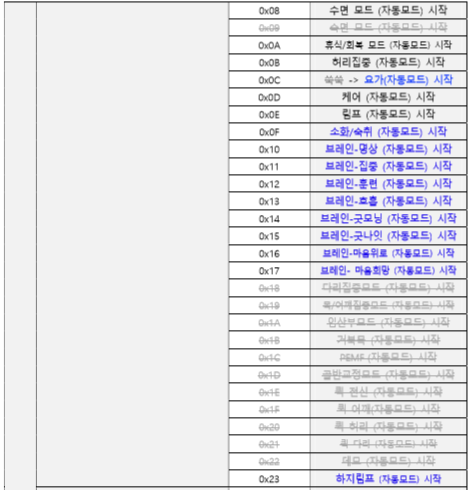 0x08 수면 모드 (자동모드) 시작
0x09 숙면 모드 (자동모드) 시작
0x0A 휴식/회복 모드 (자동모드) 시작
0x0B 허리집중 (자동모드) 시작
0x0C 쑥쑥 -> 요가(자동모드) 시작
0x0D 케어 (자동모드) 시작
0x0E 림프 (자동모드) 시작
0x0F 소화/숙취 (자동모드) 시작
0x10 브레인-명상 (자동모드) 시작
0x11 브레인-집중 (자동모드) 시작
0x12 브레인-훈련 (자동모드) 시작
0x13 브레인-호흡 (자동모드) 시작
0x14 브레인-굿모닝 (자동모드) 시작
0x15 브레인-굿나잇 (자동모드) 시작
0x16 브레인-마음위로 (자동모드) 시작
0x17 브레인- 마음희망 (자동모드) 시작
0x18 다리집중모드 (자동모드) 시작
0x19 목/어깨집중모드 (자동모드) 시작
0x1A 임산부모드 (자동모드) 시작
0x1B 거북목 (자동모드) 시작
0x1C PEMF (자동모드) 시작
0x1D 골반교정모드 (자동모드) 시작
0x1E 퀵 전신 (자동모드) 시작
0x1F 퀵 어깨(자동모드) 시작
0x20 퀵 허리 (자동모드) 시작
0x21 퀵 다리 (자동모드) 시작
0x22 데모 (자동모드) 시작
0x23 하지림프 (자동모드) 시작